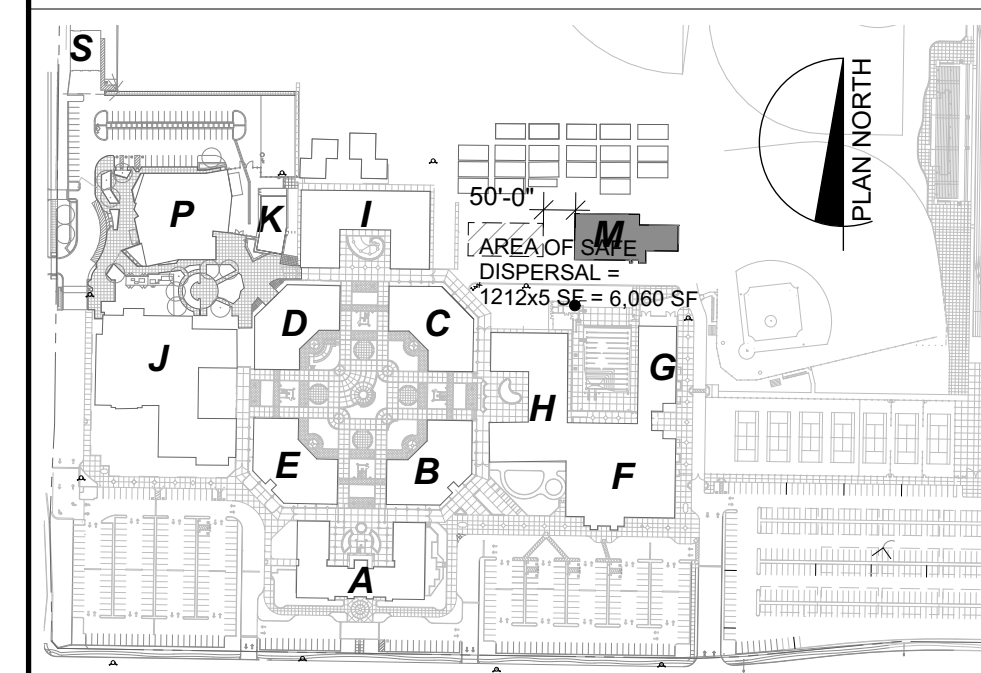 S
PLAN NORTH
P
K
I
50'-0"
M
AREA OF SAFE
DISPERSAL =
1212x5 SF = 6,060 SF
D
C
J
H
G
E
B
F
A